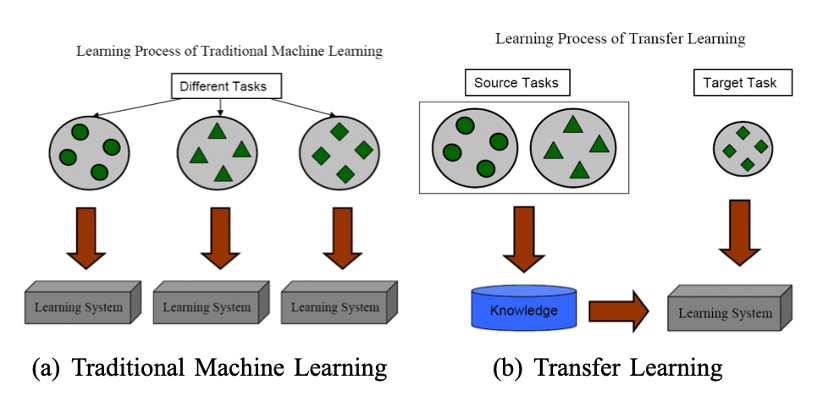 Learning Process of Traditional Machine Learning
Different Tasks
Learning System
Learning System
Learning System
(a) Traditional Machine Learning
Learning Process of Transfer Learning
Source Tasks
Target Task
Knowledge
Learning System
(b) Transfer Learning